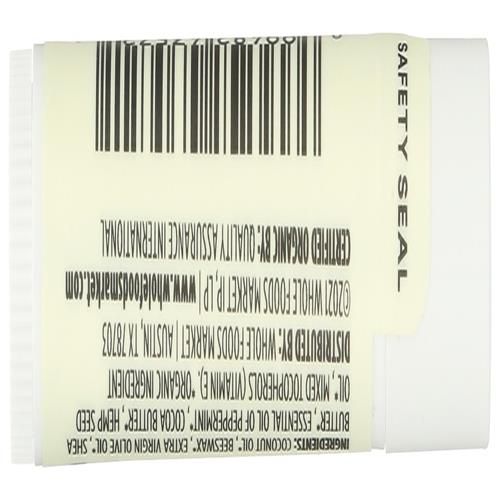 INGREDIENTS: COCONUT OIL*, BEESWAX*, EXTRA VIRGIN OLIVE OIL*, SHEA
BUTTER*, ESSENTIAL OIL OF PEPPERMINT*, COCOA BUTTER*, HEMP SEED
OIL*, MIXED TOCOPHEROLS (VITAMIN E). *ORGANIC INGREDIENT
DISTRIBUTED BY: WHOLE FOODS MARKET | AUSTIN, TX 78703
©2021 WHOLE FOODS MARKET IP, LP | www.wholefoodsmarket.com
CERTIFIED ORGANIC BY: QUALITY ASSURANCE INTERNATIONAL
SAFETY SEAL